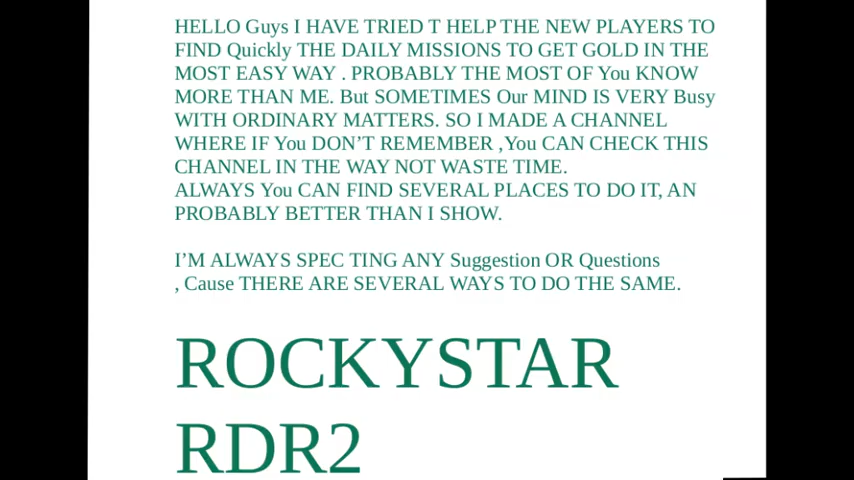 HELLO Guys I HAVE TRIED T HELP THE NEW PLAYERS TO
FIND Quickly THE DAILY MISSIONS TO GET GOLD IN THE
MOST EASY WAY . PROBABLY THE MOST OF You KNOW
MORE THAN ME. But SOMETIMES Our MIND IS VERY Busy
WITH ORDINARY MATTERS. SO I MADE A CHANNEL
WHERE IF You DON’T REMEMBER ,You CAN CHECK THIS
CHANNEL IN THE WAY NOT WASTE TIME.
ALWAYS You CAN FIND SEVERAL PLACES TO DO IT, AN
PROBABLY BETTER THAN I SHOW.
I’M ALWAYS SPEC TING ANY Suggestion OR Questions
, Cause THERE ARE SEVERAL WAYS TO DO THE SAME.
ROCKYSTAR
RDR2